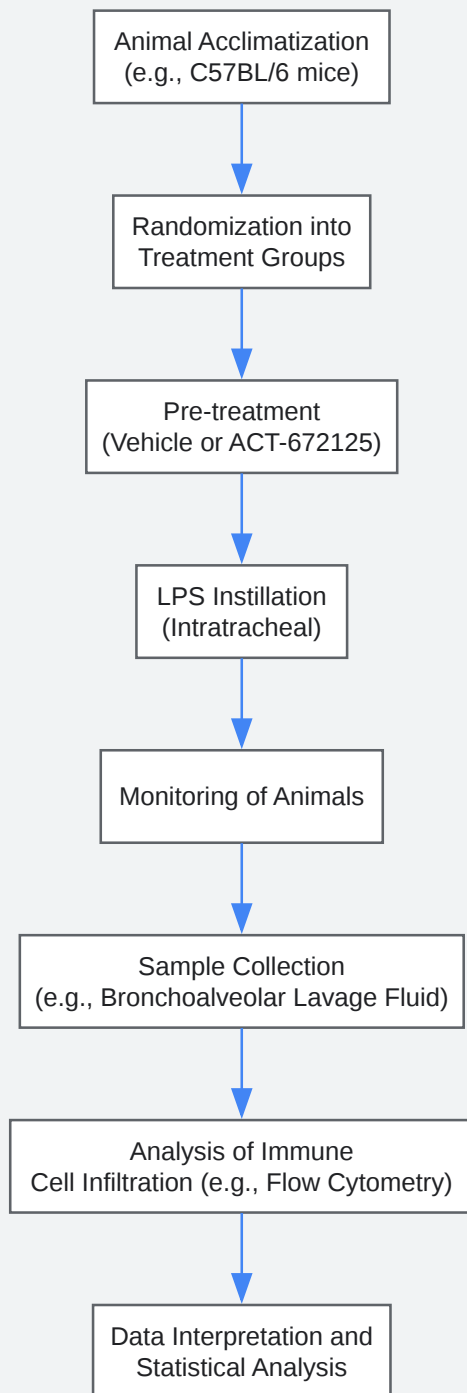 Animal Acclimatization
(e.g., C57BL/6 mice)
Randomization into
Treatment Groups
Pre-treatment
(Vehicle or ACT-672125)
LPS Instillation
(Intratracheal)
Monitoring of Animals
Sample Collection
(e.g., Bronchoalveolar Lavage Fluid)
Analysis of Immune
Cell Infiltration (e.g., Flow Cytometry)
Data Interpretation and
Statistical Analysis